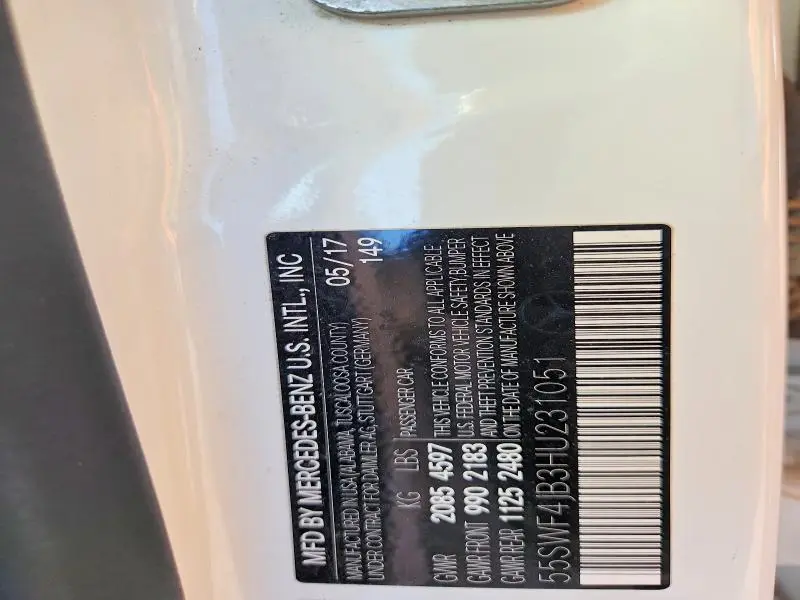 MFD BY MERCEDES-BENZ U.S. INTL., INC
MANUFACTURED IN USA (ALABAMA, TUSCALOOSA COUNTY) 05/17
UNDER CONTRACT FOR DAIMLER AG, STUTTGART (GERMANY) 149
KG LBS PASSENGER CAR
GVWR 2085 4597 THIS VEHICLE CONFORMS TO ALL APPLICABLE
GAWR FRONT 990 2183 U.S. FEDERAL MOTOR VEHICLE SAFETY, BUMPER
GAWR REAR 1125 2480 AND THEFT PREVENTION STANDARDS IN EFFECT
ON THE DATE OF MANUFACTURE SHOWN ABOVE
55SWF4JB3HU231051